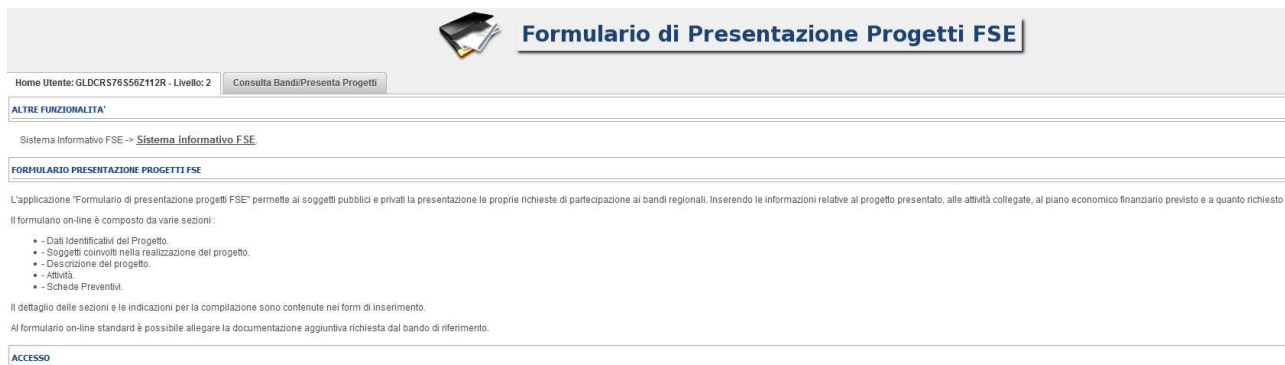 Formulario di Presentazione Progetti FSE
Home Utente: GLDCRS76S56Z112R - Livello: 2 Consulta Bandi/Presenta Progetti
ALTRE FUNZIONALITA'
Sistema Informativo FSE -> Sistema informativo FSE.
FORMULARIO PRESENTAZIONE PROGETTI FSE
L'applicazione "Formulario di presentazione progetti FSE" permette ai soggetti pubblici e privati la presentazione le proprie richieste di partecipazione ai bandi regionali. Inserendo le informazioni relative al progetto presentato, alle attività collegate, al piano economico finanziario previsto e a quanto richiesto
Il formulario on-line è composto da varie sezioni :
- Dati Identificativi del Progetto.
- Soggetti coinvolti nella realizzazione del progetto.
- Descrizione del progetto.
- Attività.
- Schede Preventivi.
Il dettaglio delle sezioni e le indicazioni per la compilazione sono contenute nei form di inserimento.
Al formulario on-line standard è possibile allegare la documentazione aggiuntiva richiesta dal bando di riferimento.
ACCESSO